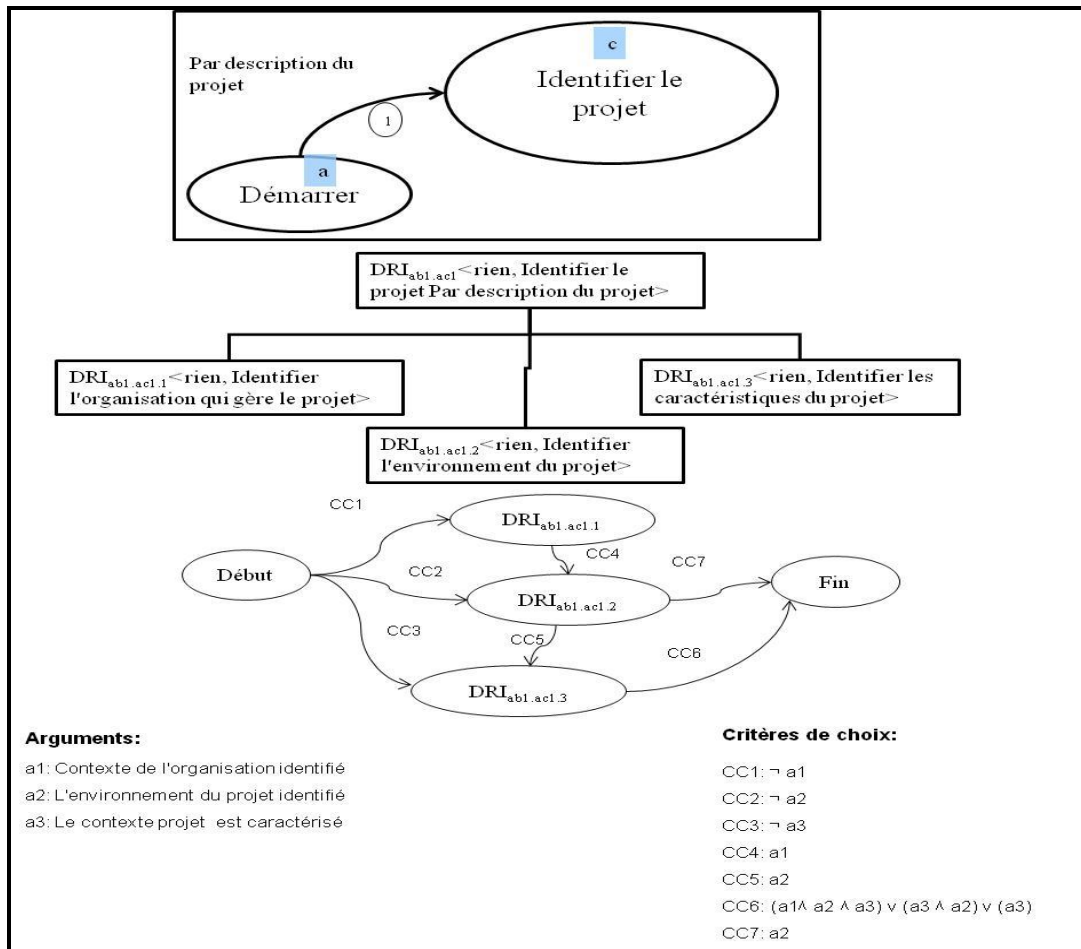 c
Par description du
projet
Identifier le
projet
1
a
Démarrer
DRIab1.ac1<rien, Identifier le
projet Par description du projet>
DRIab1.ac1.1<rien, Identifier
l'organisation qui gère le projet>
DRIab1.ac1.3<rien, Identifier les
caractéristiques du projet>
DRIab1.ac1.2<rien, Identifier
l'environnement du projet>
CC1
DRIab1.ac1.1
CC4
CC7
Début
CC2
Fin
DRIab1.ac1.2
CC3
CC5
CC6
DRIab1.ac1.3
Arguments:
a1: Contexte de l'organisation identifié
a2: L'environnement du projet identifié
a3: Le contexte projet est caractérisé
Critères de choix:
CC1: ¬ a1
CC2: ¬ a2
CC3: ¬ a3
CC4: a1
CC5: a2
CC6: (a1∧ a2 ∧ a3) ∨ (a3 ∧ a2) ∨ (a3)
CC7: a2